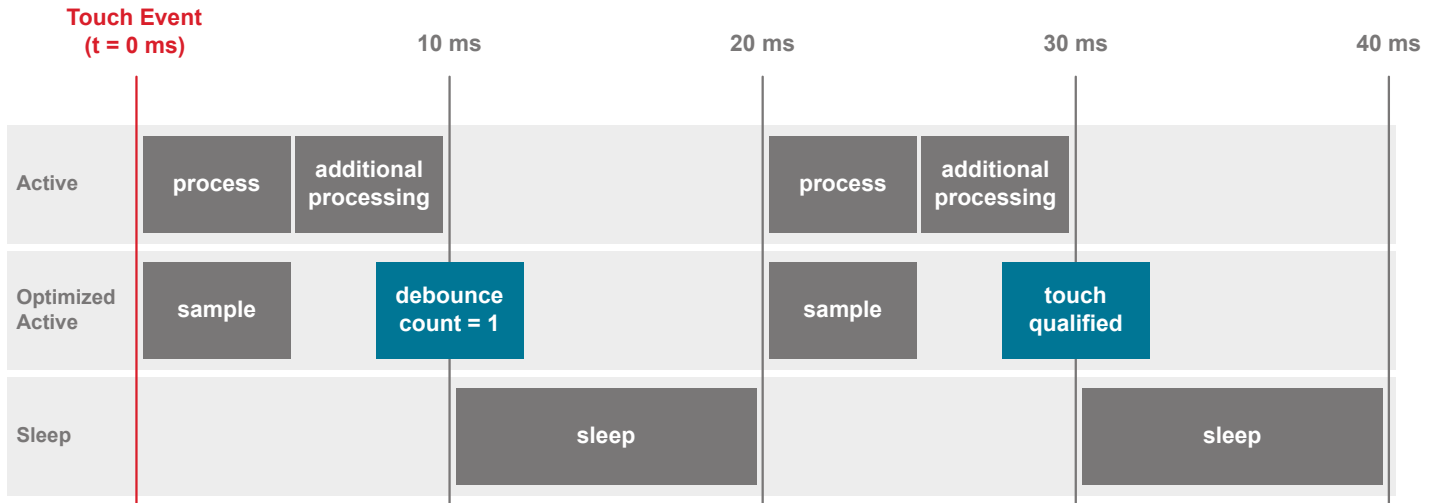 Touch Event
(t = 0 ms)
10 ms
20 ms
30 ms
40 ms
Active
process
additional
processing
process
additional
processing
Optimized
Active
sample
debounce
count = 1
sample
touch
qualified
Sleep
sleep
sleep